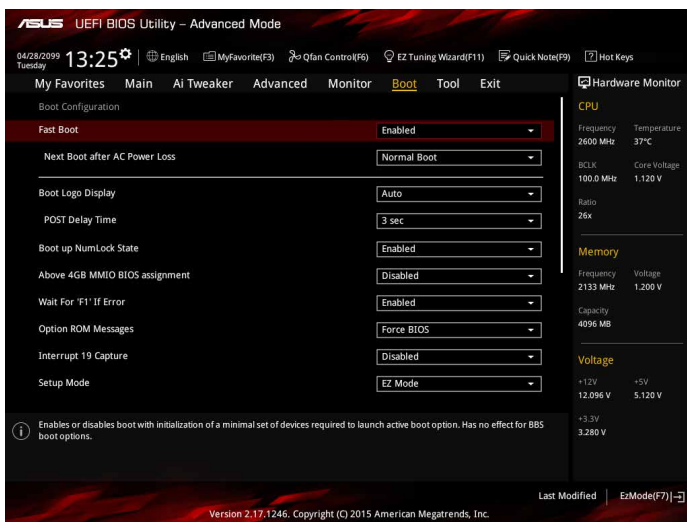 ASUS UEFI BIOS Utility – Advanced Mode
04/28/2099 Tuesday 13:25 English MyFavorite(F3) Qfan Control(F6) EZ Tuning Wizard(F11) Quick Note(F9) ? Hot Keys
My Favorites Main Ai Tweaker Advanced Monitor Boot Tool Exit
Boot Configuration
Fast Boot Enabled
Next Boot after AC Power Loss Normal Boot
Boot Logo Display Auto
POST Delay Time 3 sec
Boot up NumLock State Enabled
Above 4GB MMIO BIOS assignment Disabled
Wait For 'F1' If Error Enabled
Option ROM Messages Force BIOS
Interrupt 19 Capture Disabled
Setup Mode EZ Mode
Enables or disables boot with initialization of a minimal set of devices required to launch active boot option. Has no effect for BBS
boot options.
Hardware Monitor
CPU
Frequency Temperature
2600 MHz 37°C
BCLK Core Voltage
100.0 MHz 1.120 V
Ratio
26x
Memory
Frequency Voltage
2133 MHz 1.200 V
Capacity
4096 MB
Voltage
+12V +5V
12.096 V 5.120 V
+3.3V
3.280 V
Last Modified EzMode(F7)
Version 2.17.1246. Copyright (C) 2015 American Megatrends, Inc.